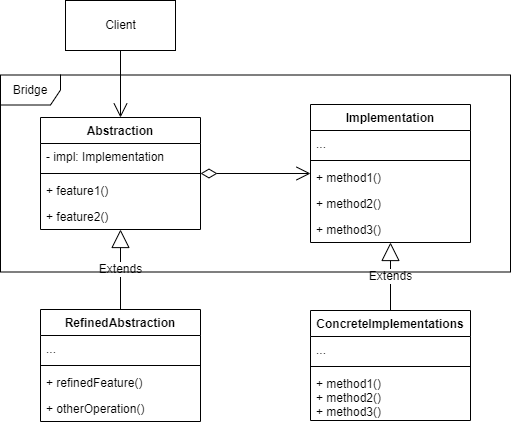 Client
Bridge
Abstraction
- impl: Implementation
+ feature1()
+ feature2()
Implementation
...
+ method1()
+ method2()
+ method3()
Extends
Extends
RefinedAbstraction
...
+ refinedFeature()
+ otherOperation()
ConcreteImplementations
...
+ method1()
+ method2()
+ method3()